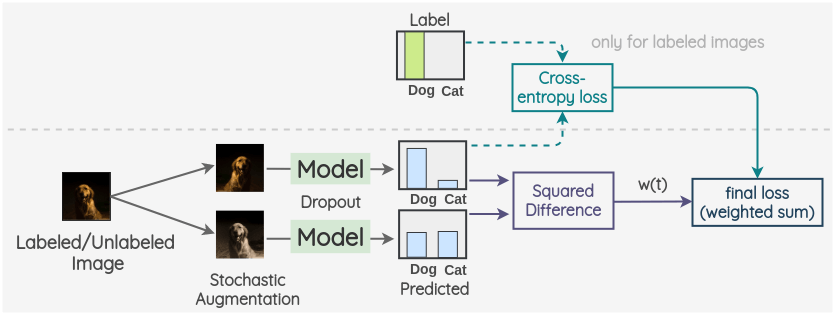 Label
only for labeled images
Dog Cat
Cross-
entropy loss
Model
Dropout
Dog Cat
Squared
Difference
w(t)
final loss
(weighted sum)
Labeled/Unlabeled
Image
Model
Stochastic
Augmentation
Dog Cat
Predicted